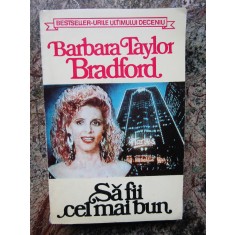 BESTSELLER-URILE ULTIMULUI DECENIU
Barbara Taylor
Bradford
Să fii
cel mai bun